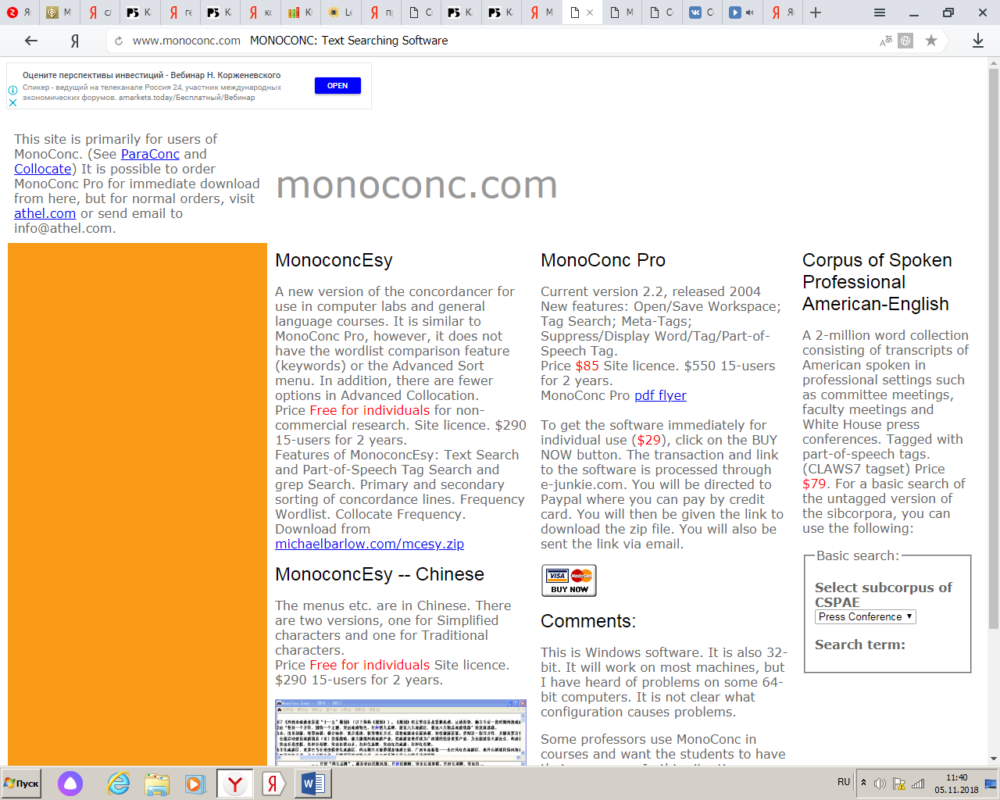 Я
М
сл
Ка
ге
Ка
кс
Кл
Le
пр
Сс
Ка
Ка
М
М
Сс
Сс
Яı
www.monoconc.com MONOCONC: Text Searching Software
Оцените перспективы инвестиций - Вебинар Н. Корженевского
Спикер - ведущий на телеканале Россия 24, участник международных
экономических форумов. amarkets.today/Бесплатный/Вебинар
OPEN
This site is primarily for users of
MonoConc. (See ParaConc and
Collocate) It is possible to order
MonoConc Pro for immediate download
from here, but for normal orders, visit
athel.com or send email to
info@athel.com.
monoconc.com
MonoconcEsy
A new version of the concordancer for
use in computer labs and general
language courses. It is similar to
MonoConc Pro, however, it does not
have the wordlist comparison feature
(keywords) or the Advanced Sort
menu. In addition, there are fewer
options in Advanced Collocation.
Price Free for individuals for non-
commercial research. Site licence. $290
15-users for 2 years.
Features of MonoconcEsy: Text Search
and Part-of-Speech Tag Search and
grep Search. Primary and secondary
sorting of concordance lines. Frequency
Wordlist. Collocate Frequency.
Download from
michaelbarlow.com/mcesy.zip
MonoconcEsy -- Chinese
The menus etc. are in Chinese. There
are two versions, one for Simplified
characters and one for Traditional
characters.
Price Free for individuals Site licence.
$290 15-users for 2 years.
MonoConc Pro
Current version 2.2, released 2004
New features: Open/Save Workspace;
Tag Search; Meta-Tags;
Suppress/Display Word/Tag/Part-of-
Speech Tag.
Price $85 Site licence. $550 15-users
for 2 years.
MonoConc Pro pdf flyer
To get the software immediately for
individual use ($29), click on the BUY
NOW button. The transaction and link
to the software is processed through
e-junkie.com. You will be directed to
Paypal where you can pay by credit
card. You will then be given the link to
download the zip file. You will also be
sent the link via email.
VISA MasterCard
BUY NOW
Comments:
This is Windows software. It is also 32-
bit. It will work on most machines, but
I have heard of problems on some 64-
bit computers. It is not clear what
configuration causes problems.
Some professors use MonoConc in
courses and want the students to have
Corpus of Spoken
Professional
American-English
A 2-million word collection
consisting of transcripts of
American spoken in
professional settings such
as committee meetings,
faculty meetings and
White House press
conferences. Tagged with
part-of-speech tags.
(CLAWS7 tagset) Price
$79. For a basic search of
the untagged version of
the sibcorpora, you can
use the following:
Basic search:
Select subcorpus of
CSPAE
Press Conference
Search term:
Пуск
RU
11:40
05.11.2018